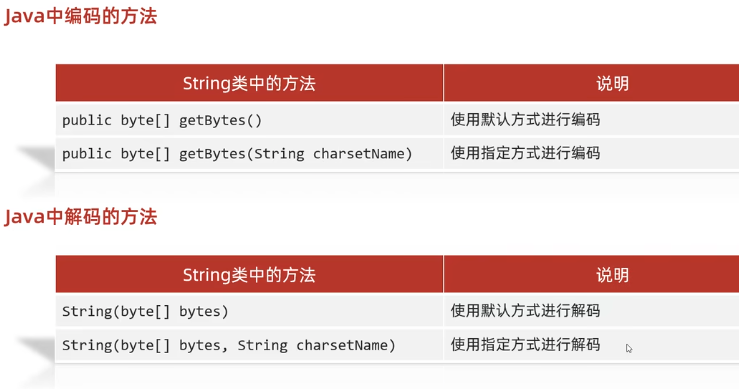 Java中编码的方法
String类中的方法 说明
public byte[] getBytes() 使用默认方式进行编码
public byte[] getBytes(String charsetName) 使用指定方式进行编码
Java中解码的方法
String类中的方法 说明
String(byte[] bytes) 使用默认方式进行解码
String(byte[] bytes, String charsetName) 使用指定方式进行解码